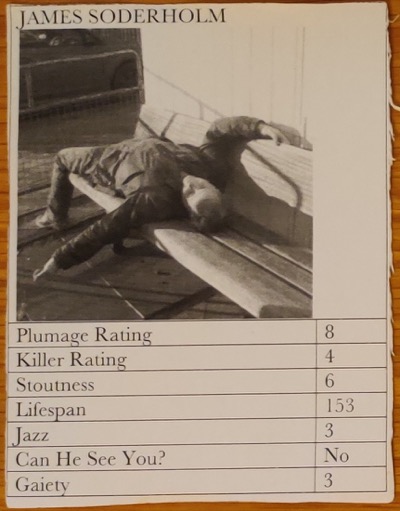 JAMES SODERHOLM
Plumage Rating 8
Killer Rating 4
Stoutness 6
Lifespan 153
Jazz 3
Can He See You? No
Gaiety 3